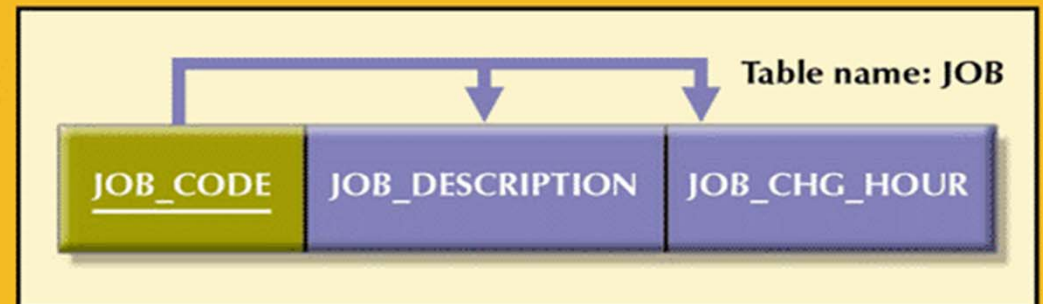 Table name: JOB
JOB_CODE JOB_DESCRIPTION JOB_CHG_HOUR